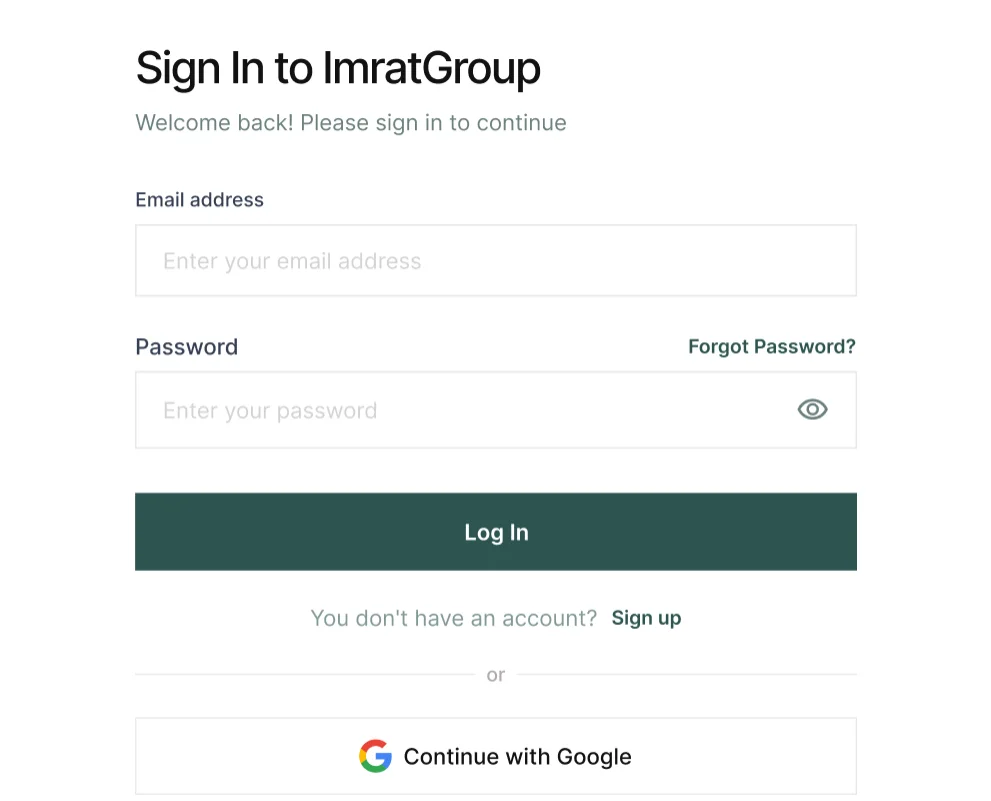 Sign In to ImratGroup
Welcome back! Please sign in to continue
Email address
Enter your email address
Password Forgot Password?
Enter your password
Log In
You don't have an account? Sign up
or
Continue with Google